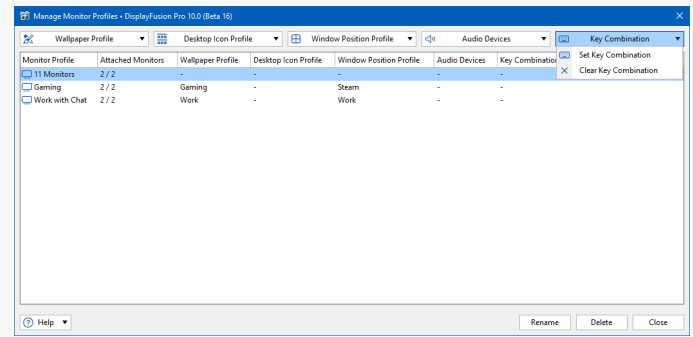 Manage Monitor Profiles • DisplayFusion Pro 10.0 (Beta 16)
Wallpaper Profile Desktop Icon Profile Window Position Profile Audio Devices Key Combination
Set Key Combination
Clear Key Combination
Monitor Profile Attached Monitors Wallpaper Profile Desktop Icon Profile Window Position Profile Audio Devices Key Combination
11 Monitors 2 / 2 - - - - -
Gaming 2 / 2 Gaming - Steam - -
Work with Chat 2 / 2 Work - Work - -
Help Rename Delete Close